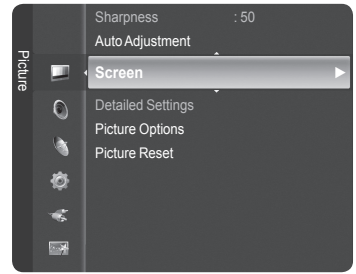 Picture
Sharpness : 50
Auto Adjustment
Screen
Detailed Settings
Picture Options
Picture Reset